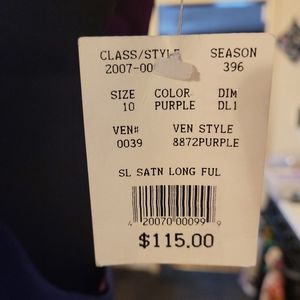 CLASS/STYLE SEASON
2007-00 396
SIZE COLOR DIM
10 PURPLE DL1
VEN# VEN STYLE
0039 8872PURPLE
SL SATN LONG FUL
4 20070 00099 9
$115.00